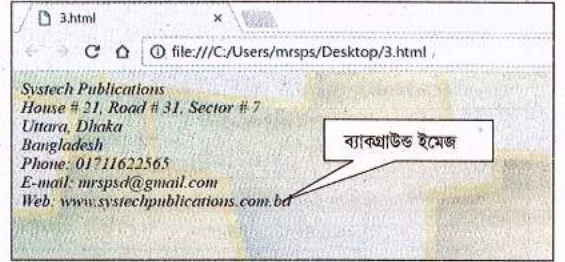 3.html ×
file:///C:/Users/mrsps/Desktop/3.html
Systech Publications
House # 21, Road # 31, Sector # 7
Uttara, Dhaka
Bangladesh
Phone: 01711622565
E-mail: mrspsd@gmail.com
Web: www.systechpublications.com.bd
ব্যাকগ্রাউন্ড ইমেজ